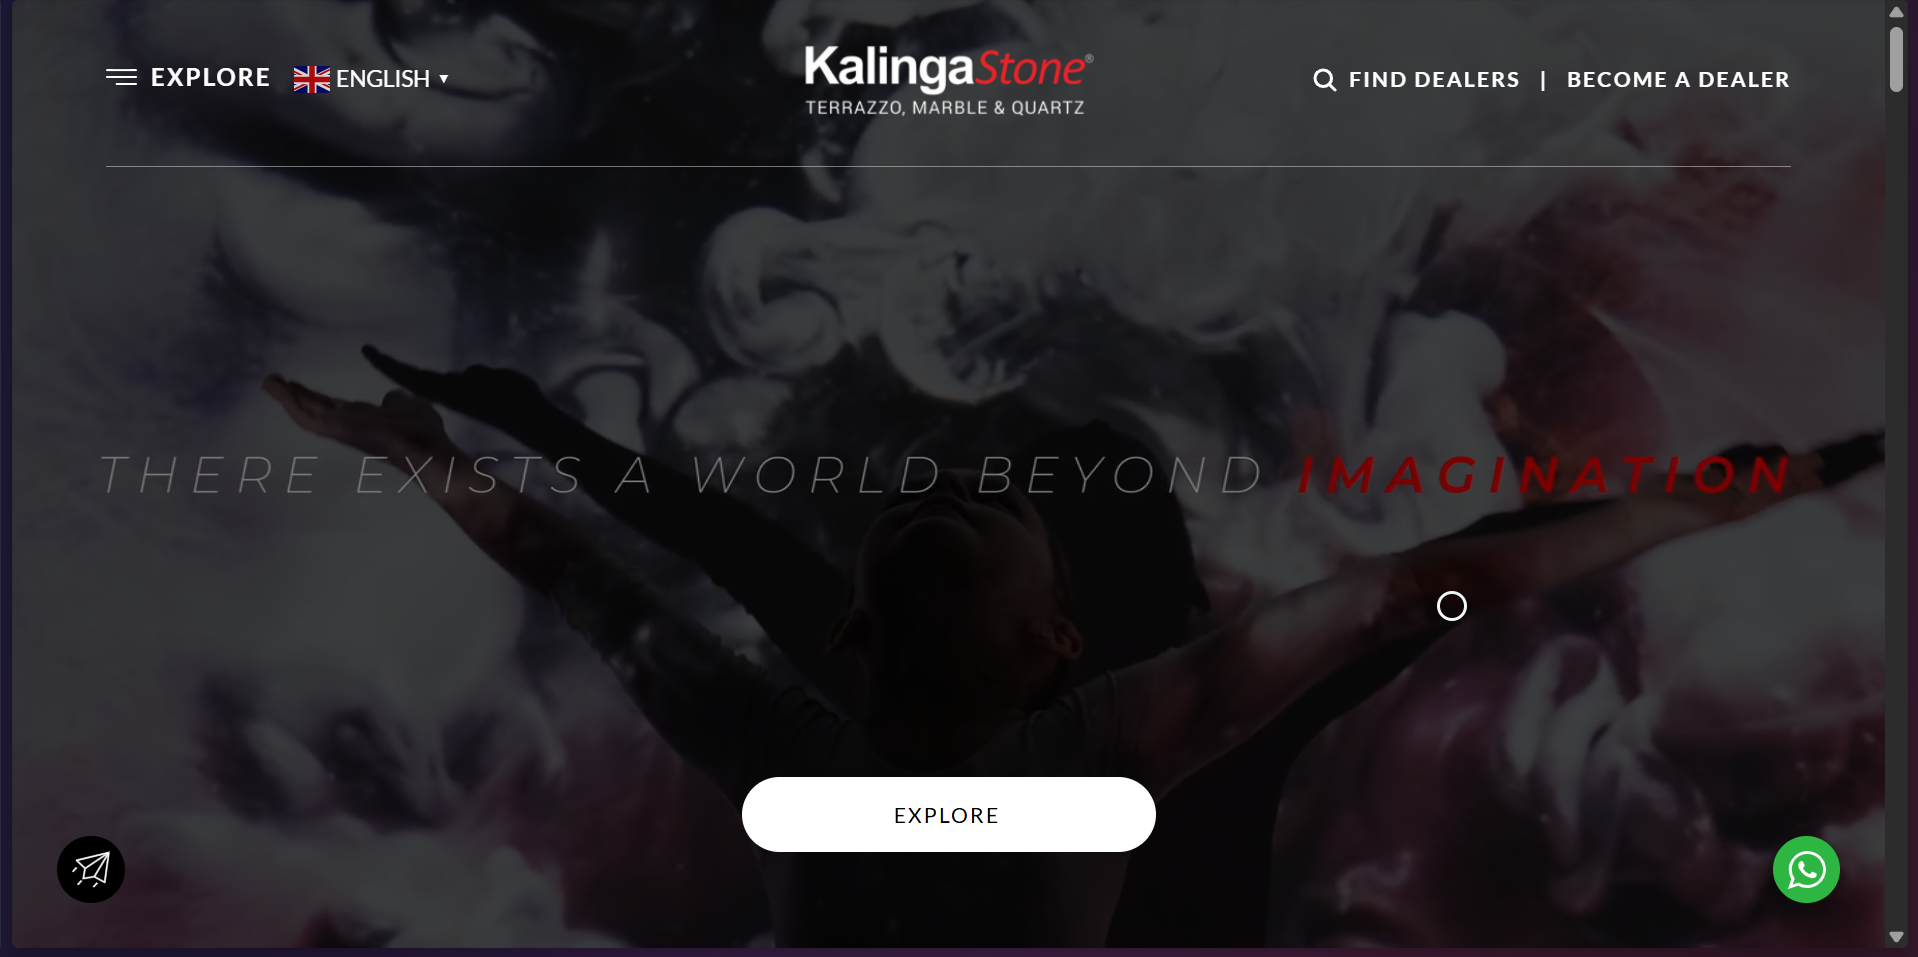 EXPLORE
ENGLISH ▼
KalingaStone®
TERRAZZO, MARBLE & QUARTZ
FIND DEALERS | BECOME A DEALER
THERE EXISTS A WORLD BEYOND IMAGINATION
EXPLORE